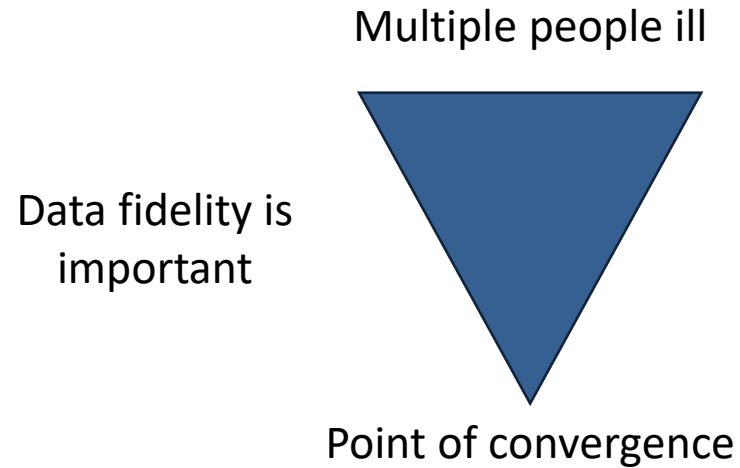 Multiple people ill
Data fidelity is
important
Point of convergence